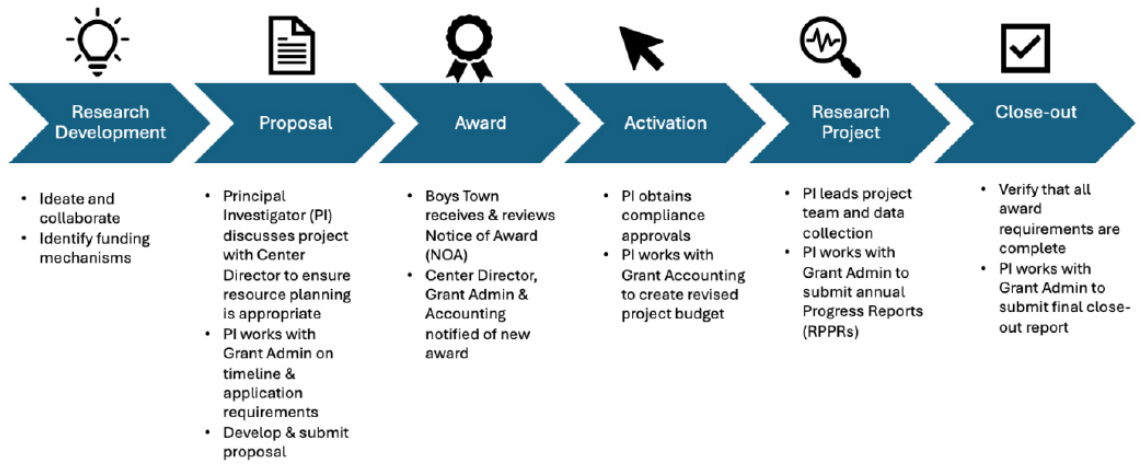 Research
Development
Proposal
Award
Activation
Research
Project
Close-out
• Ideate and
collaborate
• Identify funding
mechanisms
• Principal
Investigator (PI)
discusses project
with Center
Director to ensure
resource planning
is appropriate
• PI works with
Grant Admin on
timeline &
application
requirements
• Develop & submit
proposal
• Boys Town
receives & reviews
Notice of Award
(NOA)
• Center Director,
Grant Admin &
Accounting
notified of new
award
• PI obtains
compliance
approvals
• PI works with
Grant Accounting
to create revised
project budget
• PI leads project
team and data
collection
• PI works with
Grant Admin to
submit annual
Progress Reports
(RPPRs)
• Verify that all
award
requirements are
complete
• PI works with
Grant Admin to
submit final close-
out report